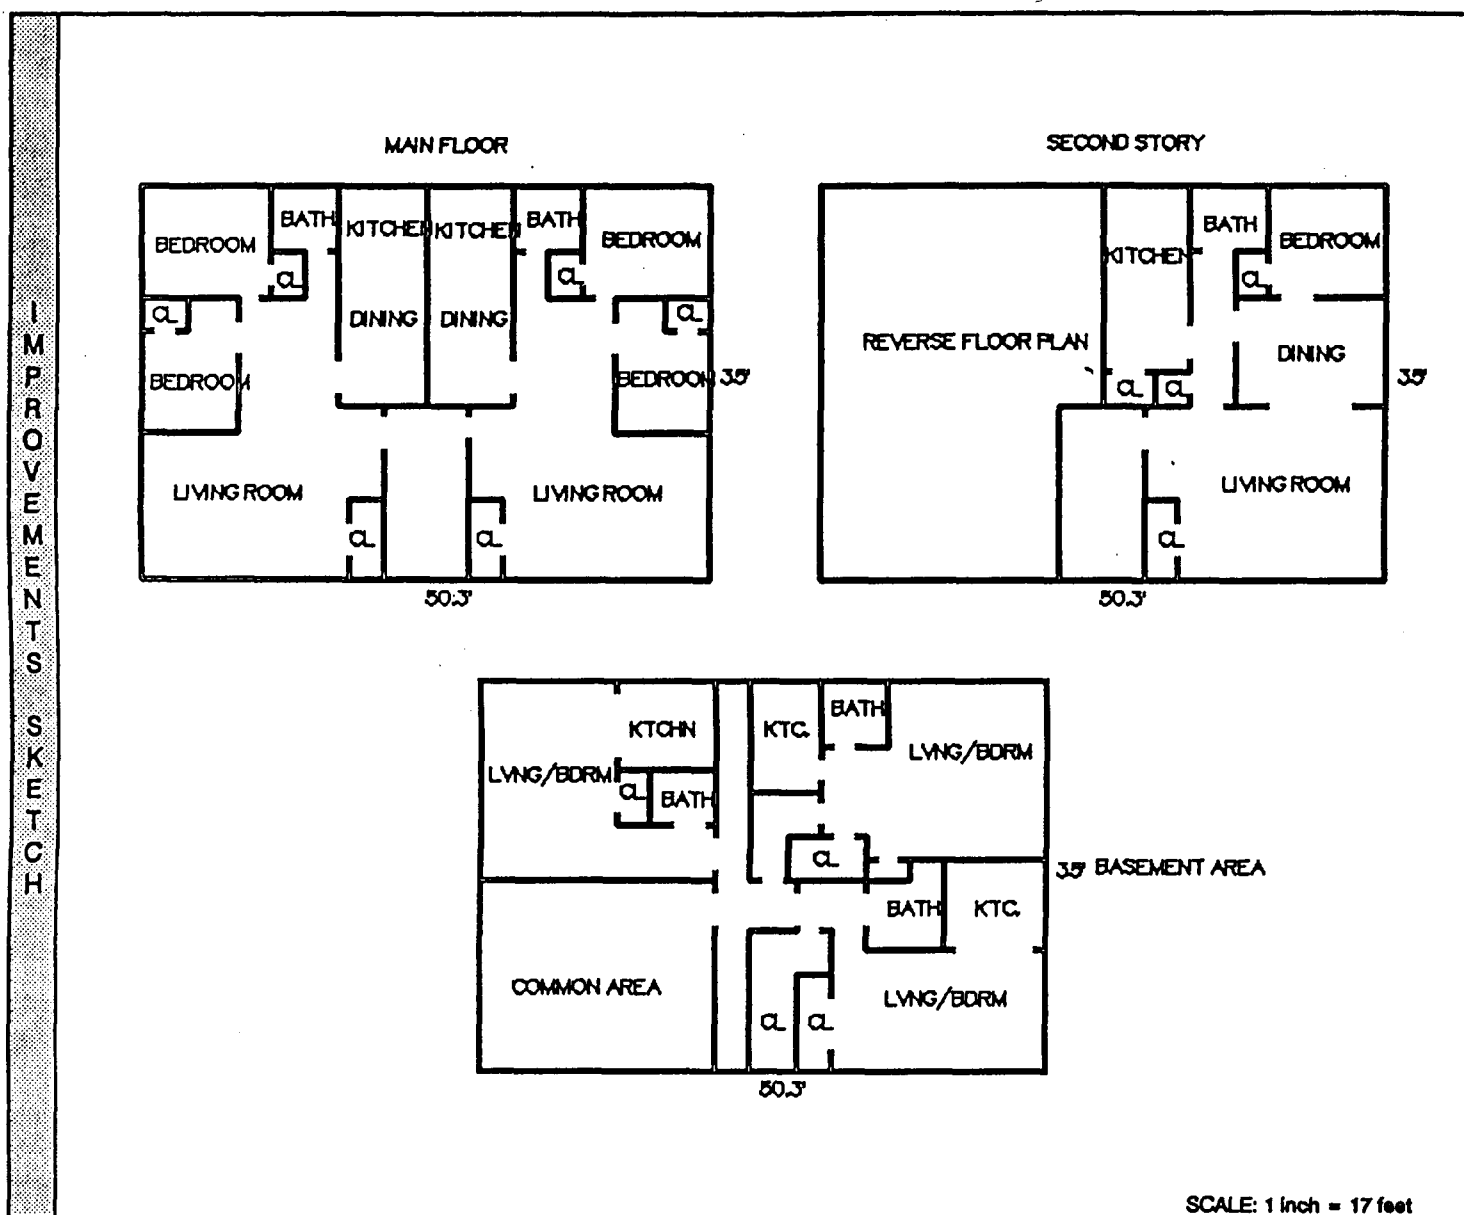 IMPROVEMENTS SKETCH
MAIN FLOOR
BEDROOM
BATH
KITCHEN
KITCHEN
BATH
BEDROOM
CL
CL
CL
DINING
DINING
CL
BEDROOM
BEDROOM
35'
LIVING ROOM
LIVING ROOM
CL
CL
50.3'
SECOND STORY
BATH
BEDROOM
KITCHEN
CL
REVERSE FLOOR PLAN
DINING
CL
CL
35'
LIVING ROOM
CL
50.3'
KTCHN
KTC.
BATH
LVNG/BDRM
LVNG/BDRM
CL
BATH
CL
35' BASEMENT AREA
BATH
KTC.
COMMON AREA
LVNG/BDRM
CL
CL
50.3'
SCALE: 1 inch = 17 feet